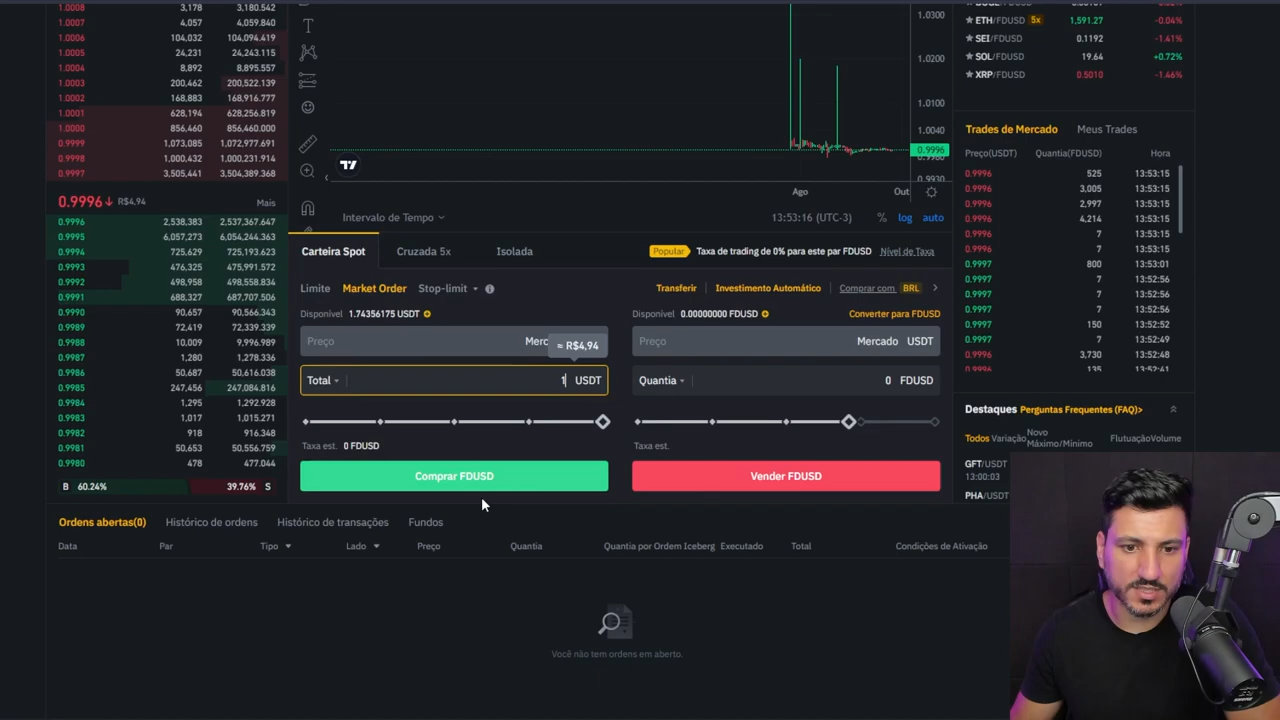 1.0008 3,178 3,180.542
1.0007 4,057 4,059.840
1.0006 104,032 104,094.419
1.0005 24,231 24,243.115
1.0004 8,892 8,895.557
1.0003 200,462 200,522.139
1.0002 168,883 168,916.777
1.0001 628,194 628,256.819
1.0000 856,460 856,460.000
0.9999 1,073,085 1,072,977.691
0.9998 1,000,432 1,000,231.914
0.9997 3,505,441 3,504,389.368
0.9996↓ R$4,94 Mais
0.9996 2,538,383 2,537,367.647
0.9995 6,057,273 6,054,244.363
0.9994 725,629 725,193.623
0.9993 476,325 475,991.572
0.9992 498,958 498,558.834
0.9991 688,327 687,707.506
0.9990 90,657 90,566.343
0.9989 72,419 72,339.339
0.9988 10,009 9,996.989
0.9987 1,280 1,278.336
0.9986 50,687 50,616.038
0.9985 247,456 247,084.816
0.9984 1,295 1,292.928
0.9983 1,017 1,015.271
0.9982 918 916.348
0.9981 50,653 50,556.759
0.9980 478 477.044
B 60.24% 39.76% S
1.0300
1.0200
1.0100
1.0040
0.9996
0.9930
Ago Out
Intervalo de Tempo 13:53:16 (UTC-3) % log auto
Carteira Spot Cruzada 5x Isolada Popular Taxa de trading de 0% para este par FDUSD Nível de Taxa
Limite Market Order Stop-limit Transferir Investimento Automático Comprar com BRL
Disponível 1.74356175 USDT Disponível 0.00000000 FDUSD Converter para FDUSD
Preço ≈ R$4,94 Preço Mercado USDT
Total 1 USDT Quantia 0 FDUSD
Taxa est. 0 FDUSD Taxa est.
Comprar FDUSD Vender FDUSD
ETH/FDUSD 5x 1,591.27 -0.04%
SEI/FDUSD 0.1192 -1.41%
SOL/FDUSD 19.64 +0.72%
XRP/FDUSD 0.5010 -1.46%
Trades de Mercado Meus Trades
Preço(USDT) Quantia(FDUSD) Hora
0.9996 525 13:53:15
0.9996 3,005 13:53:15
0.9996 2,997 13:53:15
0.9996 4,214 13:53:15
0.9996 7 13:53:15
0.9996 7 13:53:15
0.9997 800 13:53:01
0.9997 7 13:52:56
0.9997 7 13:52:56
0.9997 150 13:52:52
0.9997 7 13:52:49
0.9996 3,730 13:52:48
0.9996 135 13:52:41
Destaques Perguntas Frequentes (FAQ)>
Todos Variação Novo Máximo/Mínimo FlutuaçãoVolume
GFT/USDT
13:00:03
PHA/USDT
Ordens abertas(0) Histórico de ordens Histórico de transações Fundos
Data Par Tipo Lado Preço Quantia Quantia por Ordem Iceberg Executado Total Condições de Ativação
Você não tem ordens em aberto.